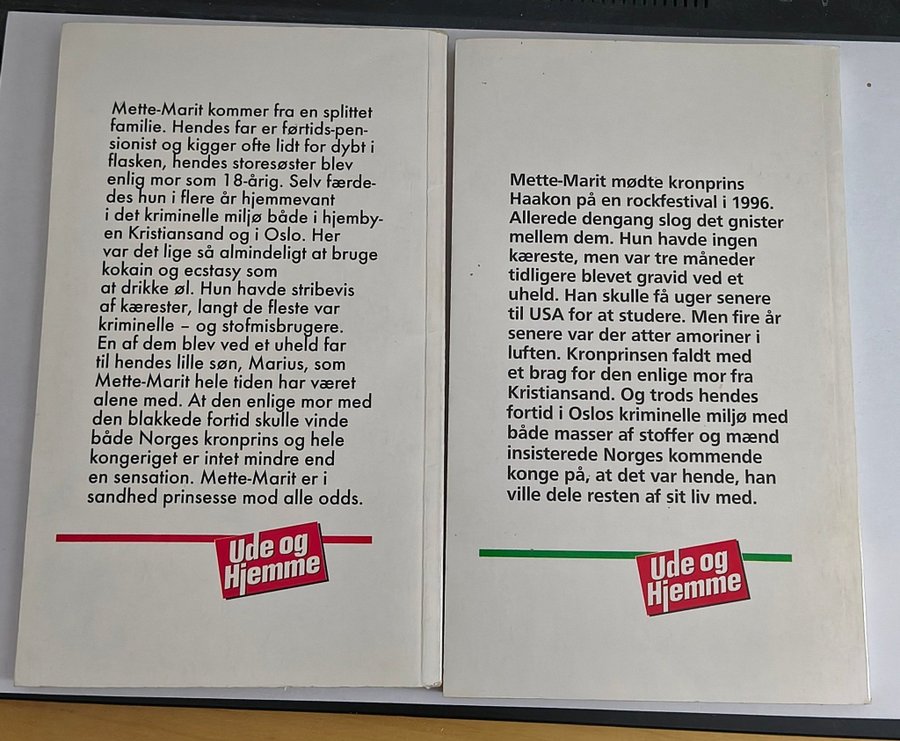 Mette-Marit kommer fra en splittet
familie. Hendes far er førtids-pen-
sionist og kigger ofte lidt for dybt i
flasken, hendes storesøster blev
enlig mor som 18-årig. Selv færde-
des hun i flere år hjemmevant
i det kriminelle miljø både i hjemby-
en Kristiansand og i Oslo. Her
var det lige så almindeligt at bruge
kokain og ecstasy som
at drikke øl. Hun havde stribevis
af kærester, langt de fleste var
kriminelle – og stofmisbrugere.
En af dem blev ved et uheld far
til hendes lille søn, Marius, som
Mette-Marit hele tiden har været
alene med. At den enlige mor med
den blakkede fortid skulle vinde
både Norges kronprins og hele
kongeriget er intet mindre end
en sensation. Mette-Marit er i
sandhed prinsesse mod alle odds.
Ude og
Hjemme
Mette-Marit mødte kronprins
Haakon på en rockfestival i 1996.
Allerede dengang slog det gnister
mellem dem. Hun havde ingen
kæreste, men var tre måneder
tidligere blevet gravid ved et
uheld. Han skulle få uger senere
til USA for at studere. Men fire år
senere var der atter amoriner i
luften. Kronprinsen faldt med
et brag for den enlige mor fra
Kristiansand. Og trods hendes
fortid i Oslos kriminelle miljø med
både masser af stoffer og mænd
insisterede Norges kommende
konge på, at det var hende, han
ville dele resten af sit liv med.
Ude og
Hjemme